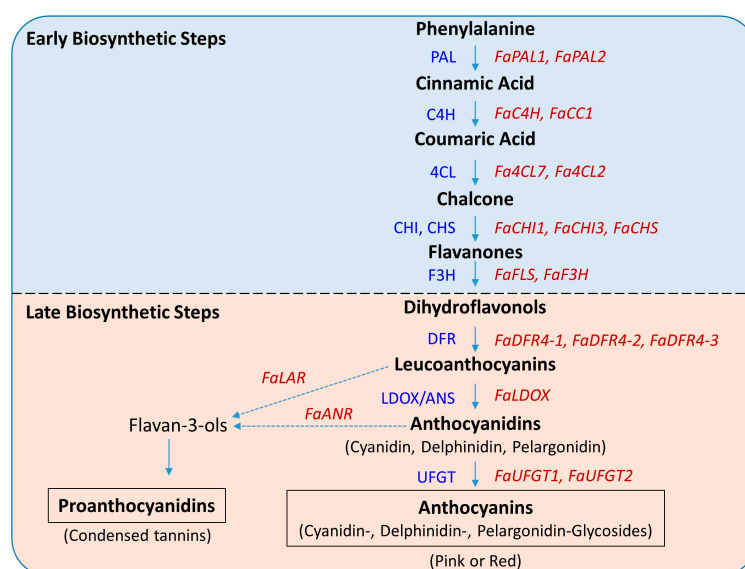 Early Biosynthetic Steps
Phenylalanine
PAL FaPAL1, FaPAL2
Cinnamic Acid
C4H FaC4H, FaCC1
Coumaric Acid
4CL Fa4CL7, Fa4CL2
Chalcone
CHI, CHS FaCHI1, FaCHI3, FaCHS
Flavanones
F3H FaFLS, FaF3H
Late Biosynthetic Steps
Dihydroflavonols
DFR FaDFR4-1, FaDFR4-2, FaDFR4-3
Leucoanthocyanins
FaLAR
LDOX/ANS FaLDOX
FaANR
Flavan-3-ols
Anthocyanidins
(Cyanidin, Delphinidin, Pelargonidin)
UFGT FaUFGT1, FaUFGT2
Proanthocyanidins
(Condensed tannins)
Anthocyanins
(Cyanidin-, Delphinidin-, Pelargonidin-Glycosides)
(Pink or Red)